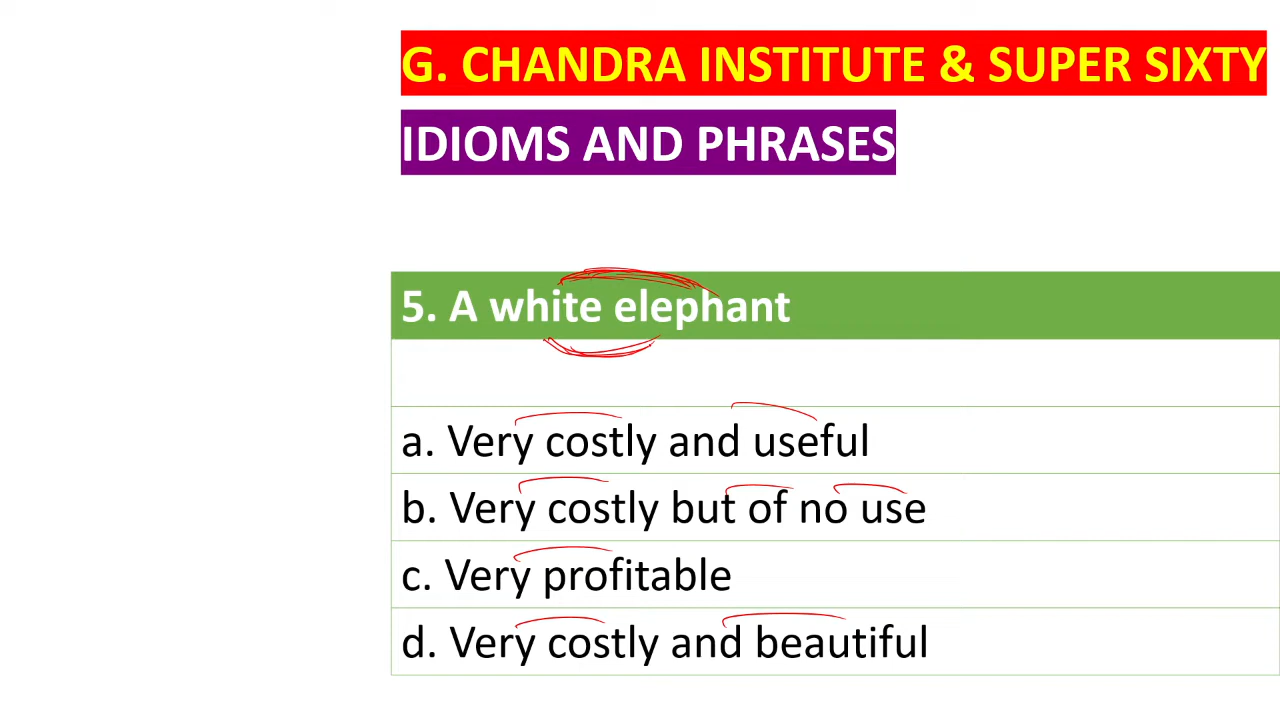 G. CHANDRA INSTITUTE & SUPER SIXTY
IDIOMS AND PHRASES
5. A white elephant
a. Very costly and useful
b. Very costly but of no use
c. Very profitable
d. Very costly and beautiful